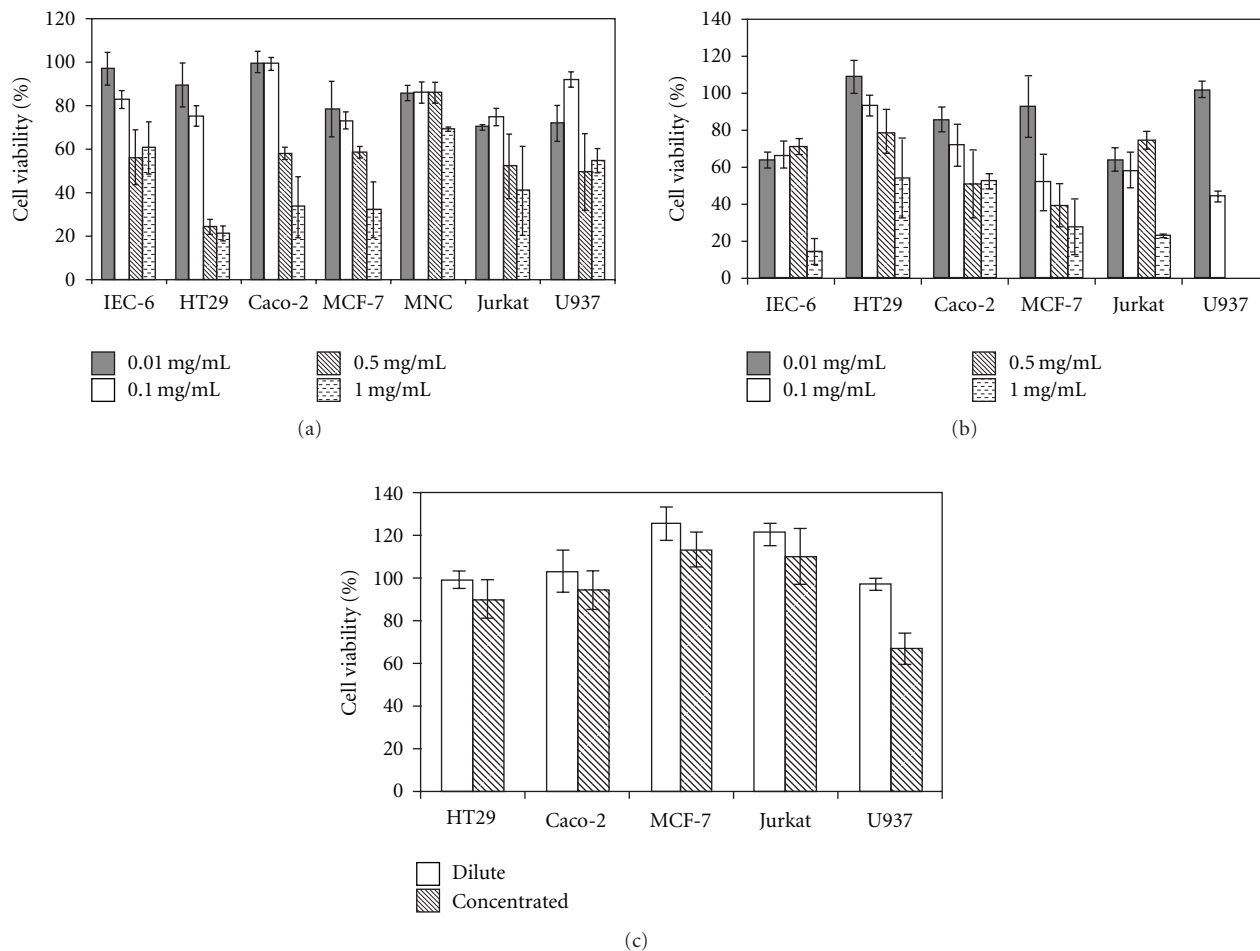 Cell viability (%)
120
100
80
60
40
20
0
IEC-6 HT29 Caco-2 MCF-7 MNC Jurkat U937
0.01 mg/mL 0.5 mg/mL
0.1 mg/mL 1 mg/mL
(a)
Cell viability (%)
140
120
100
80
60
40
20
0
IEC-6 HT29 Caco-2 MCF-7 Jurkat U937
0.01 mg/mL 0.5 mg/mL
0.1 mg/mL 1 mg/mL
(b)
Cell viability (%)
140
120
100
80
60
40
20
0
HT29 Caco-2 MCF-7 Jurkat U937
Dilute
Concentrated
(c)